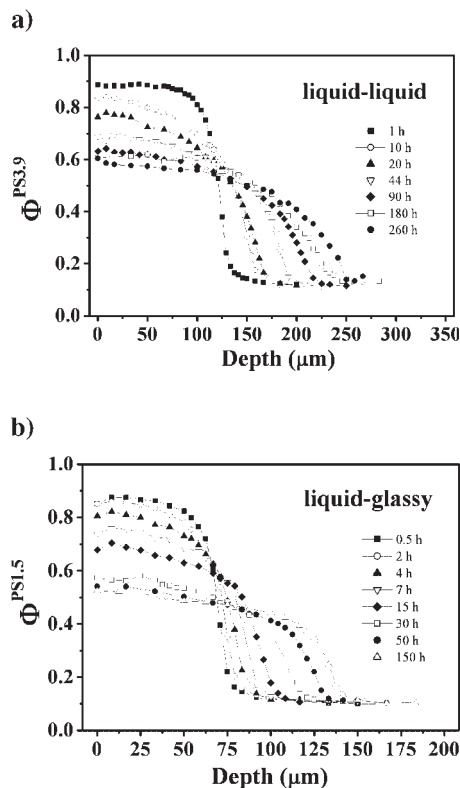 a)
liquid-liquid
1 h
10 h
20 h
44 h
90 h
180 h
260 h
Φ^PS3.9
1.0
0.8
0.6
0.4
0.2
0.0
0 50 100 150 200 250 300 350
Depth (μm)
b)
liquid-glassy
0.5 h
2 h
4 h
7 h
15 h
30 h
50 h
150 h
Φ^PS1.5
1.0
0.8
0.6
0.4
0.2
0.0
0 25 50 75 100 125 150 175 200
Depth (μm)